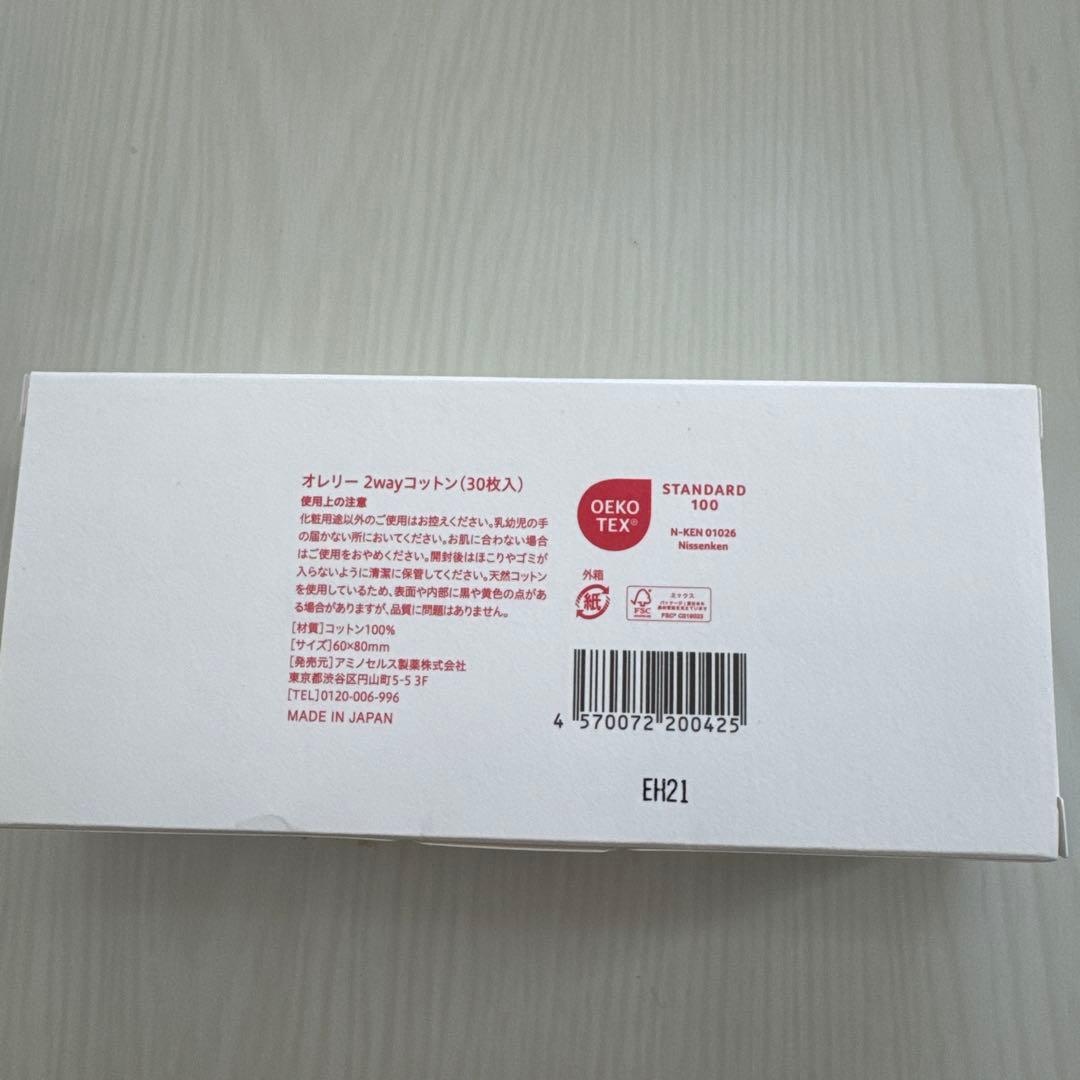 オレリー 2wayコットン(30枚入)
使用上の注意
化粧用途以外のご使用はお控えください。乳幼児の手
の届かない所においてください。お肌に合わない場合
はご使用をおやめください。開封後はほこりやゴミが
入らないように清潔に保管してください。天然コットン
を使用しているため、表面や内部に黒や黄色の点があ
る場合がありますが、品質に問題はありません。
[材質]コットン100%
[サイズ]60×80mm
[発売元]アミノセルス製薬株式会社
東京都渋谷区円山町5-5 3F
[TEL]0120-006-996
MADE IN JAPAN
OEKO
TEX®
STANDARD
100
N-KEN 01026
Nissenken
外箱
紙
FSC
ミックス
4 570072 200425
EH21